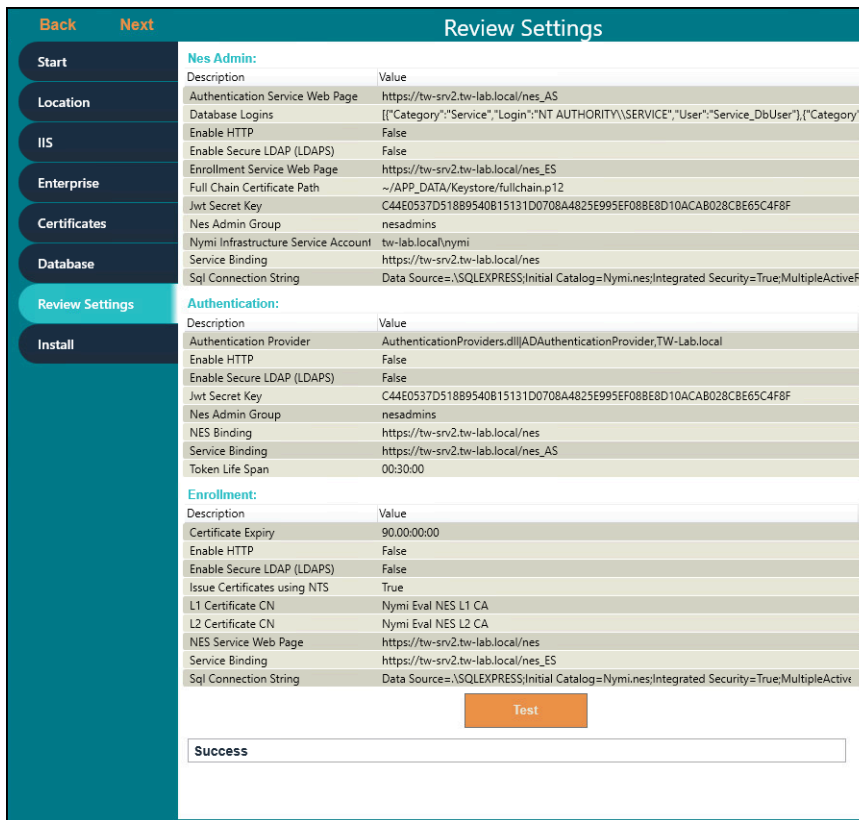 Back Next
Review Settings
Start
Location
IIS
Enterprise
Certificates
Database
Review Settings
Install
Nes Admin:
Description Value
Authentication Service Web Page https://tw-srv2.tw-lab.local/nes_AS
Database Logins [{"Category":"Service","Login":"NT AUTHORITY\\SERVICE","User":"Service_DbUser"},{"Category"
Enable HTTP False
Enable Secure LDAP (LDAPS) False
Enrollment Service Web Page https://tw-srv2.tw-lab.local/nes_ES
Full Chain Certificate Path ~/APP_DATA/Keystore/fullchain.p12
Jwt Secret Key C44E0537D518B9540B15131D0708A4825E995EF08BE8D10ACAB028CBE65C4F8F
Nes Admin Group nesadmins
Nymi Infrastructure Service Account tw-lab.local\nymi
Service Binding https://tw-srv2.tw-lab.local/nes
Sql Connection String Data Source=.\SQLEXPRESS;Initial Catalog=Nymi.nes;Integrated Security=True;MultipleActiveR
Authentication:
Description Value
Authentication Provider AuthenticationProviders.dll|ADAuthenticationProvider,TW-Lab.local
Enable HTTP False
Enable Secure LDAP (LDAPS) False
Jwt Secret Key C44E0537D518B9540B15131D0708A4825E995EF08BE8D10ACAB028CBE65C4F8F
Nes Admin Group nesadmins
NES Binding https://tw-srv2.tw-lab.local/nes
Service Binding https://tw-srv2.tw-lab.local/nes_AS
Token Life Span 00:30:00
Enrollment:
Description Value
Certificate Expiry 90.00:00:00
Enable HTTP False
Enable Secure LDAP (LDAPS) False
Issue Certificates using NTS True
L1 Certificate CN Nymi Eval NES L1 CA
L2 Certificate CN Nymi Eval NES L2 CA
NES Service Web Page https://tw-srv2.tw-lab.local/nes
Service Binding https://tw-srv2.tw-lab.local/nes_ES
Sql Connection String Data Source=.\SQLEXPRESS;Initial Catalog=Nymi.nes;Integrated Security=True;MultipleActive
Test
Success